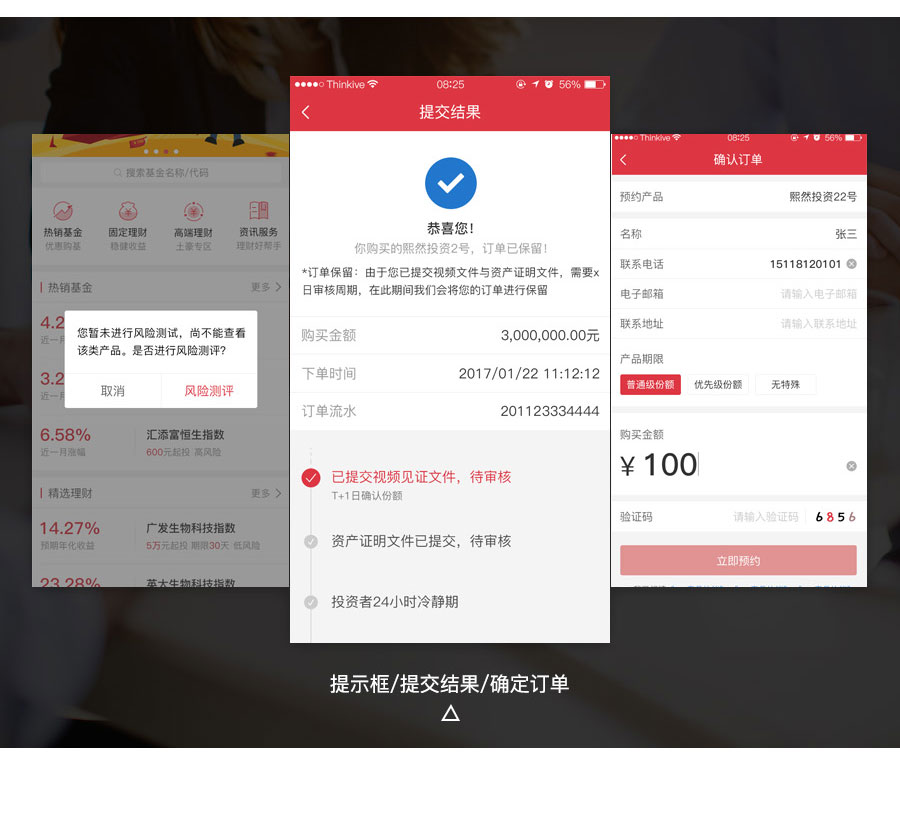 搜索基金名称/代码
热销基金
优惠购基
固定理财
稳健收益
高端理财
土豪专区
资讯服务
理财好帮手
热销基金
更多
4.2
近一月
您暂未进行风险测试，尚不能查看
该类产品。是否进行风险测评?
取消
风险测评
3.2
近一
6.58%
近一月涨幅
汇添富恒生指数
600元起投 高风险
精选理财
更多
14.27%
预期年化收益
广发生物科技指数
5万元起投 期限30天 低风险
23.28%
英大生物科技指数
Thinkive 08:25 56%
提交结果
恭喜您!
你购买的熙然投资2号，订单已保留!
*订单保留：由于您已提交视频文件与资产证明文件，需要x
日审核周期，在此期间我们会将您的订单进行保留
购买金额 3,000,000.00元
下单时间 2017/01/22 11:12:12
订单流水 201123334444
已提交视频见证文件，待审核
T+1日确认份额
资产证明文件已提交，待审核
投资者24小时冷静期
Thinkive 08:25 56%
确认订单
预约产品 熙然投资22号
名称 张三
联系电话 15118120101
电子邮箱 请输入电子邮箱
联系地址 请输入联系地址
产品期限
普通级份额 优先级份额 无特殊
购买金额
¥ 100
验证码 请输入验证码 6856
立即预约
提示框/提交结果/确定订单